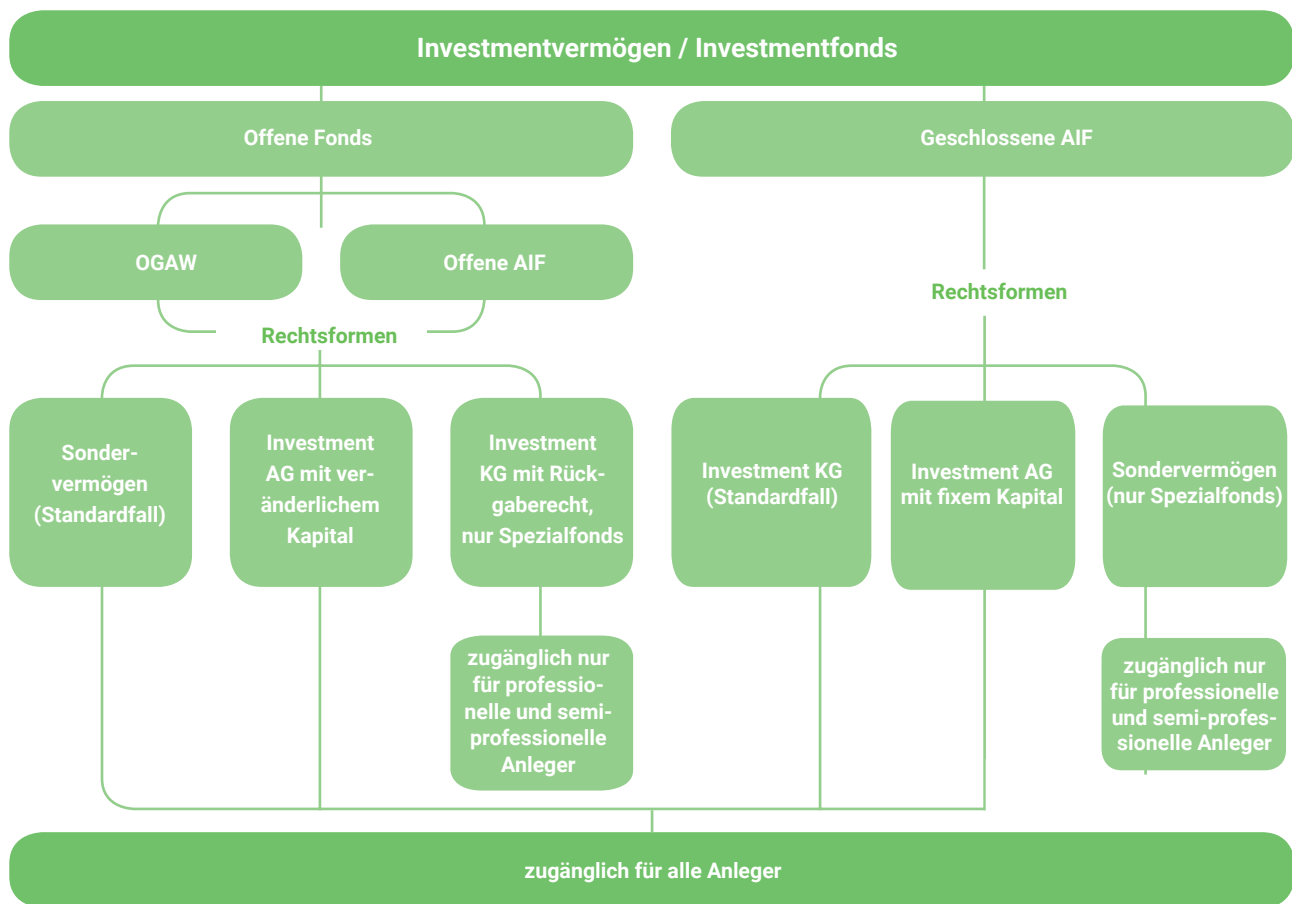 Investmentvermögen / Investmentfonds
Offene Fonds
Geschlossene AIF
OGAW
Offene AIF
Rechtsformen
Rechtsformen
Sonder-
vermögen
(Standardfall)
Investment
AG mit ver-
änderlichem
Kapital
Investment
KG mit Rück-
gaberecht,
nur Spezialfonds
Investment KG
(Standardfall)
Investment AG
mit fixem Kapital
Sondervermögen
(nur Spezialfonds)
zugänglich nur
für professio-
nelle und semi-
professionelle
Anleger
zugänglich nur
für professionelle
und semi-profes-
sionelle Anleger
zugänglich für alle Anleger